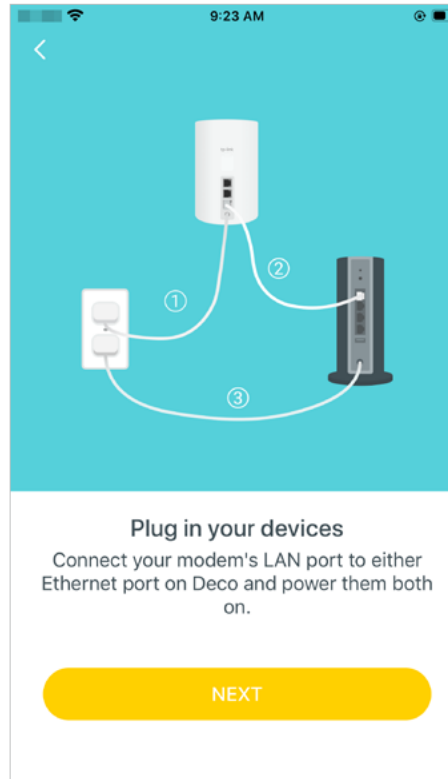 9:23 AM
①
②
③
Plug in your devices
Connect your modem's LAN port to either
Ethernet port on Deco and power them both
on.
NEXT